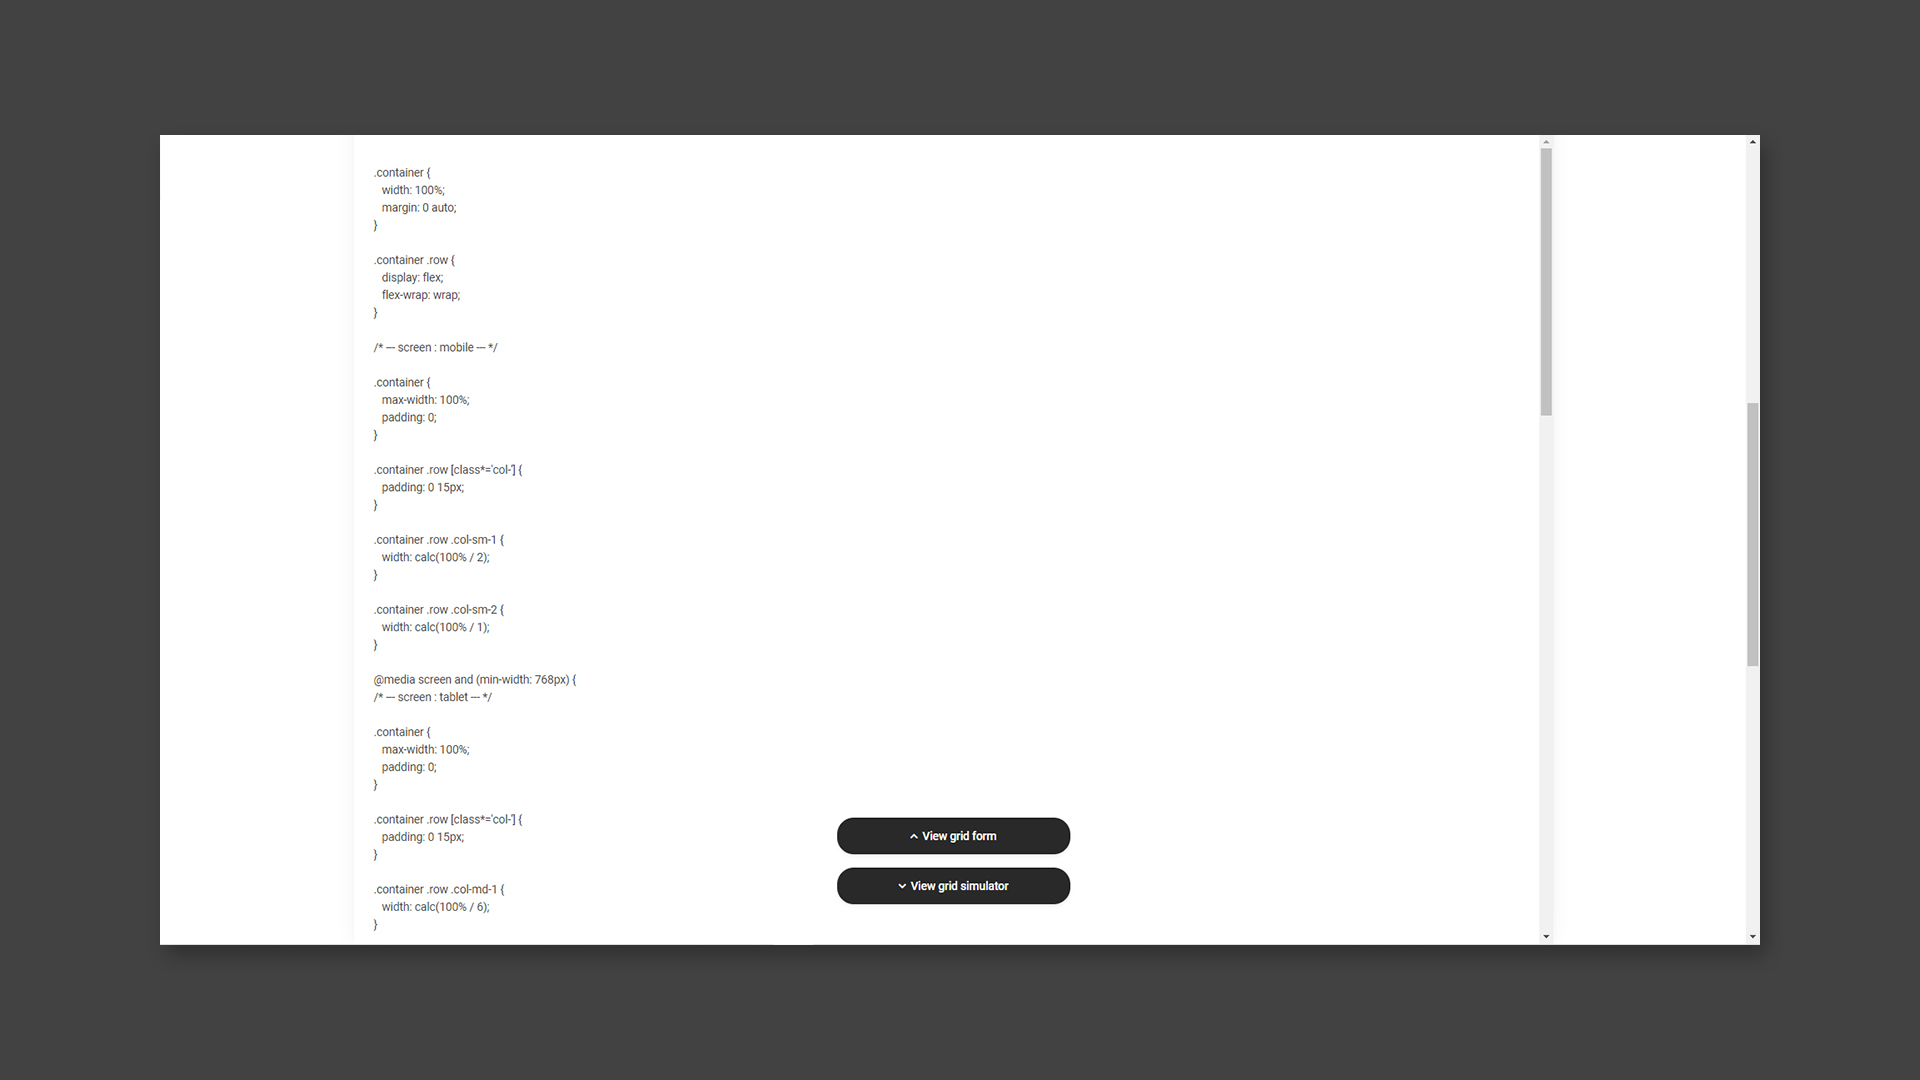 .container {
width: 100%;
margin: 0 auto;
}
.container .row {
display: flex;
flex-wrap: wrap;
}
/* --- screen : mobile --- */
.container {
max-width: 100%;
padding: 0;
}
.container .row [class*='col-'] {
padding: 0 15px;
}
.container .row .col-sm-1 {
width: calc(100% / 2);
}
.container .row .col-sm-2 {
width: calc(100% / 1);
}
@media screen and (min-width: 768px) {
/* --- screen : tablet --- */
.container {
max-width: 100%;
padding: 0;
}
.container .row [class*='col-'] {
padding: 0 15px;
}
.container .row .col-md-1 {
width: calc(100% / 6);
}
View grid form
View grid simulator